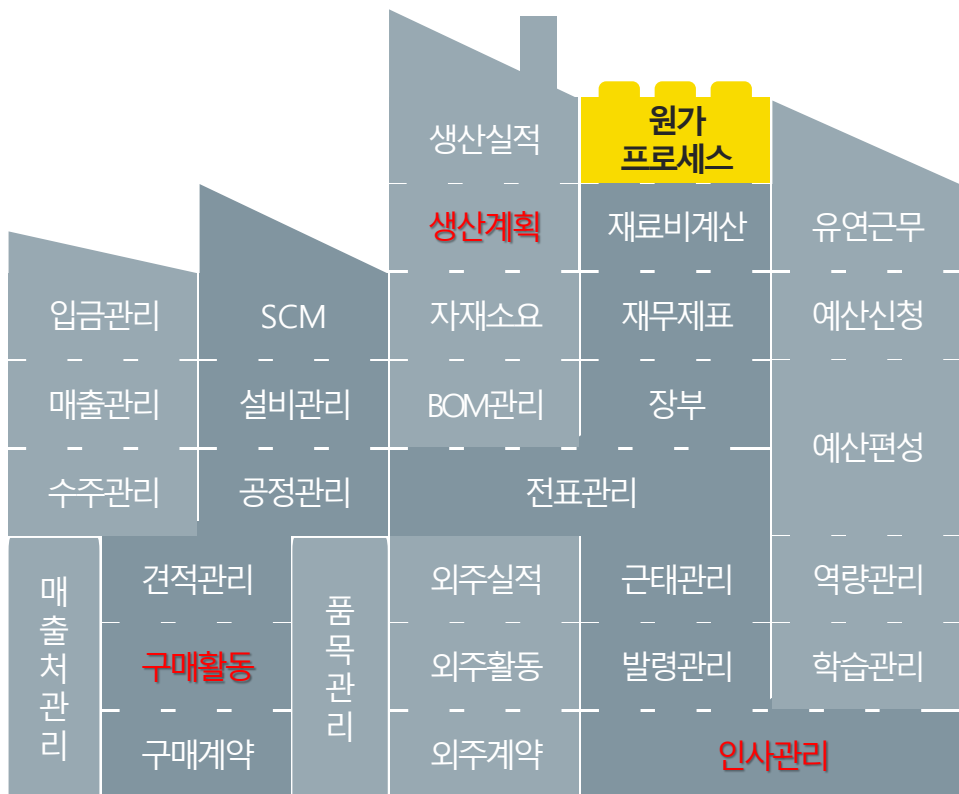 원가
프로세스
생산실적
생산계획
재료비계산
유연근무
입금관리
SCM
자재소요
재무제표
예산신청
매출관리
설비관리
BOM관리
장부
예산편성
수주관리
공정관리
전표관리
매출처관리
견적관리
품목관리
외주실적
근태관리
역량관리
구매활동
외주활동
발령관리
학습관리
구매계약
외주계약
인사관리